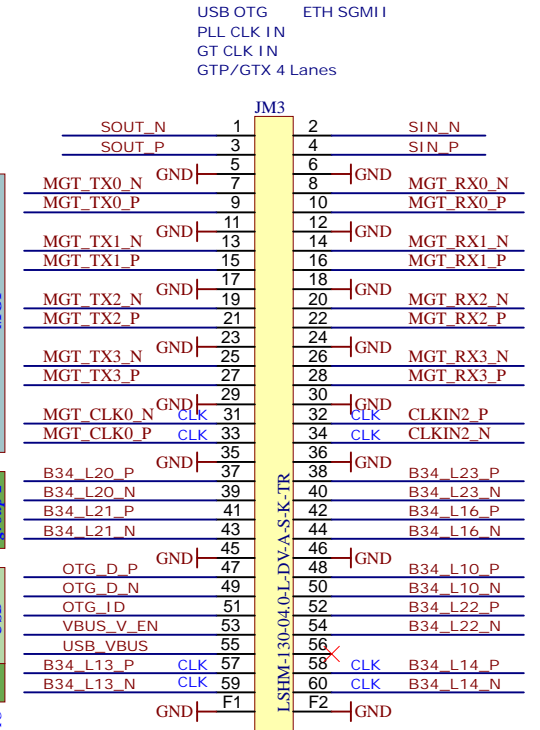 USB OTG ETH SGMII
PLL CLK IN
GT CLK IN
GTP/GTX 4 Lanes
JM3
SOUT_N 1 2 SIN_N
SOUT_P 3 4 SIN_P
GND 5 6 GND
MGT_TX0_N 7 8 MGT_RX0_N
MGT_TX0_P 9 10 MGT_RX0_P
GND 11 12 GND
MGT_TX1_N 13 14 MGT_RX1_N
MGT_TX1_P 15 16 MGT_RX1_P
GND 17 18 GND
MGT_TX2_N 19 20 MGT_RX2_N
MGT_TX2_P 21 22 MGT_RX2_P
GND 23 24 GND
MGT_TX3_N 25 26 MGT_RX3_N
MGT_TX3_P 27 28 MGT_RX3_P
GND 29 30 GND
MGT_CLK0_N CLK 31 32 CLK CLKIN2_P
MGT_CLK0_P CLK 33 34 CLK CLKIN2_N
GND 35 36 GND
B34_L20_P 37 38 B34_L23_P
B34_L20_N 39 40 B34_L23_N
B34_L21_P 41 42 B34_L16_P
B34_L21_N 43 44 B34_L16_N
GND 45 46 GND
OTG_D_P 47 48 B34_L10_P
OTG_D_N 49 50 B34_L10_N
OTG_ID 51 52 B34_L22_P
VBUS_V_EN 53 54 B34_L22_N
USB_VBUS 55 56
B34_L13_P CLK 57 58 CLK B34_L14_P
B34_L13_N CLK 59 60 CLK B34_L14_N
GND F1 F2 GND
LSHM-130-04.0-L-DV-A-S-K-TR